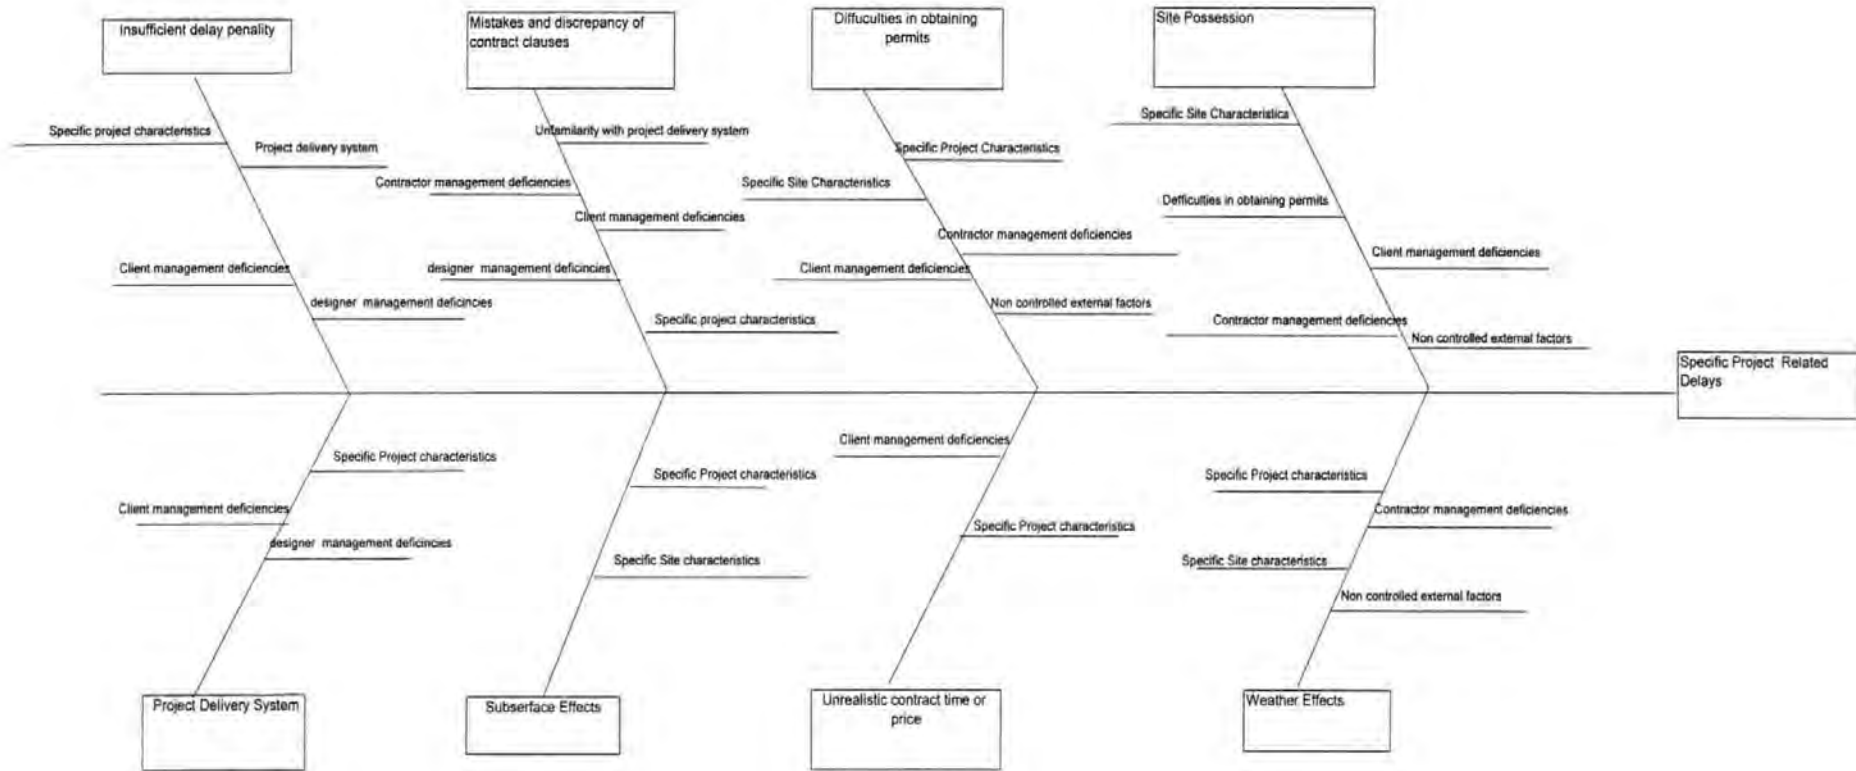 Insufficient delay penality
Mistakes and discrepancy of
contract clauses
Diffuculties in obtaining
permits
Site Possession
Specific project characteristics
Project delivery system
Client management deficiencies
designer management deficincies
Unfamilarity with project delivery system
Contractor management deficiencies
Client management deficiencies
designer management deficincies
Specific project characteristics
Specific Project Characteristics
Specific Site Characteristics
Contractor management deficiencies
Client management deficiencies
Non controlled external factors
Specific Site Characteristica
Defficulties in obtaining permits
Client management deficiencies
Contractor management deficiencies
Non controlled external factors
Specific Project Related
Delays
Specific Project characteristics
Client management deficiencies
designer management deficincies
Specific Project characteristics
Specific Site characteristics
Client management deficiencies
Specific Project characteristics
Specific Project characteristics
Contractor management deficiencies
Specific Site characteristics
Non controlled external factors
Project Delivery System
Subserface Effects
Unrealistic contract time or
price
Weather Effects